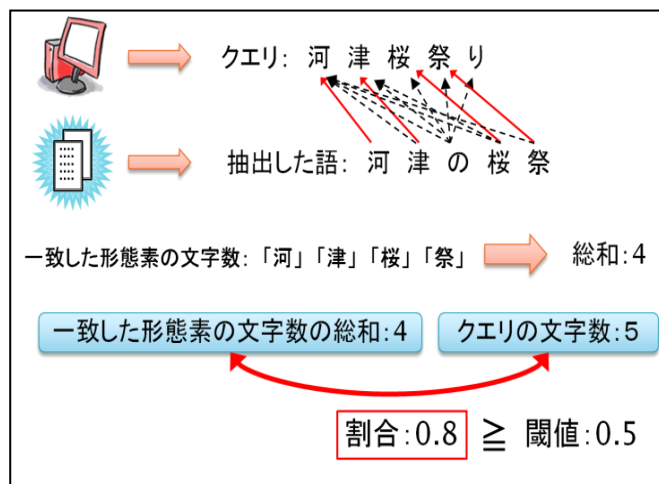 クエリ: 河 津 桜 祭 り
抽出した語: 河 津 の 桜 祭
一致した形態素の文字数: 「河」「津」「桜」「祭」
総和:4
一致した形態素の文字数の総和:4
クエリの文字数:5
割合:0.8 ≧ 閾値:0.5